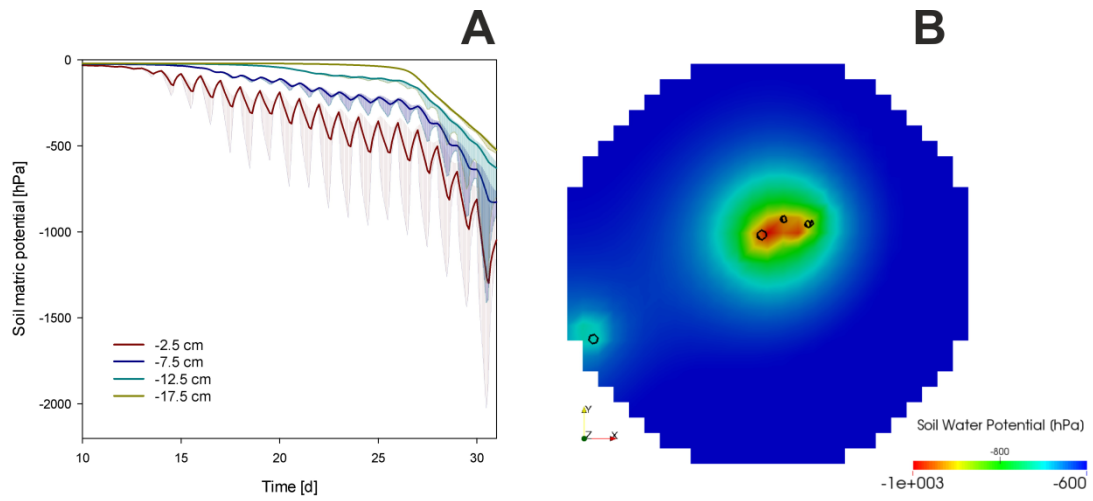 A
B
0
-500
-1000
-1500
-2000
Soil matric potential [hPa]
-2.5 cm
-7.5 cm
-12.5 cm
-17.5 cm
10
15
20
25
30
Time [d]
Y
Z
X
Soil Water Potential (hPa)
-800
-1e+003
-600